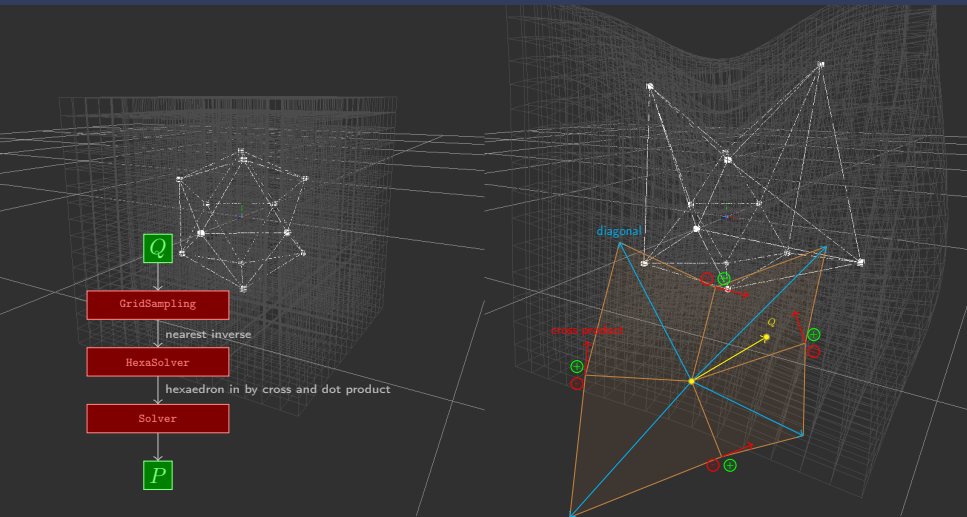 Q
GridSampling
nearest inverse
HexaSolver
hexaedron in by cross and dot product
Solver
P
diagonal
Q
cross product